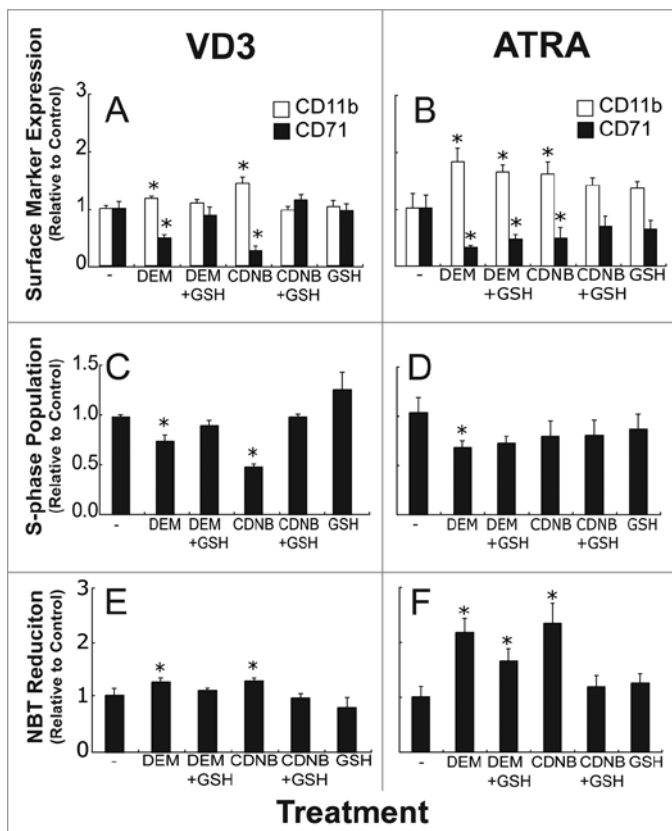 VD3
ATRA
Surface Marker Expression
(Relative to Control)
3
2
1
0
A
CD11b
CD71
*
*
*
*
-
DEM
DEM
+GSH
CDNB
CDNB
+GSH
GSH
B
CD11b
CD71
*
*
*
*
*
*
-
DEM
DEM
+GSH
CDNB
CDNB
+GSH
GSH
S-phase Population
(Relative to Control)
1.5
1.0
0.5
0.0
C
*
*
-
DEM
DEM
+GSH
CDNB
CDNB
+GSH
GSH
D
*
-
DEM
DEM
+GSH
CDNB
CDNB
+GSH
GSH
NBT Reduciton
(Relative to Control)
3
2
1
0
E
*
*
-
DEM
DEM
+GSH
CDNB
CDNB
+GSH
GSH
F
*
*
*
-
DEM
DEM
+GSH
CDNB
CDNB
+GSH
GSH
Treatment